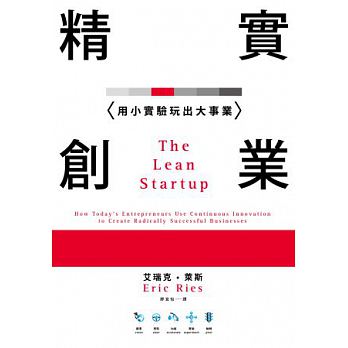 精實
〈用小實驗玩出大事業〉
The
Lean
Startup
創業
How Today's Entrepreneurs Use Continuous Innovation
to Create Radically Successful Businesses
艾瑞克·萊斯
Eric Ries